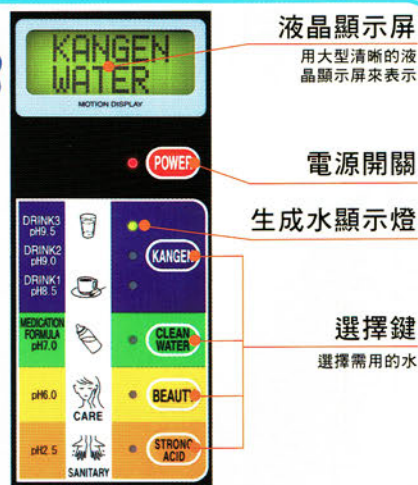 KANGEN
WATER
MOTION DISPLAY
液晶顯示屏
用大型清晰的液
晶顯示屏來表示
POWER
電源開關
生成水顯示燈
DRINK3
pH9.5
DRINK2
pH9.0
DRINK1
pH8.5
KANGEN
選擇鍵
選擇需用的水
MEDICATION
FORMULA
pH7.0
CLEAN
WATER
pH6.0
CARE
BEAUTY
pH2.5
SANITARY
STRONG
ACID